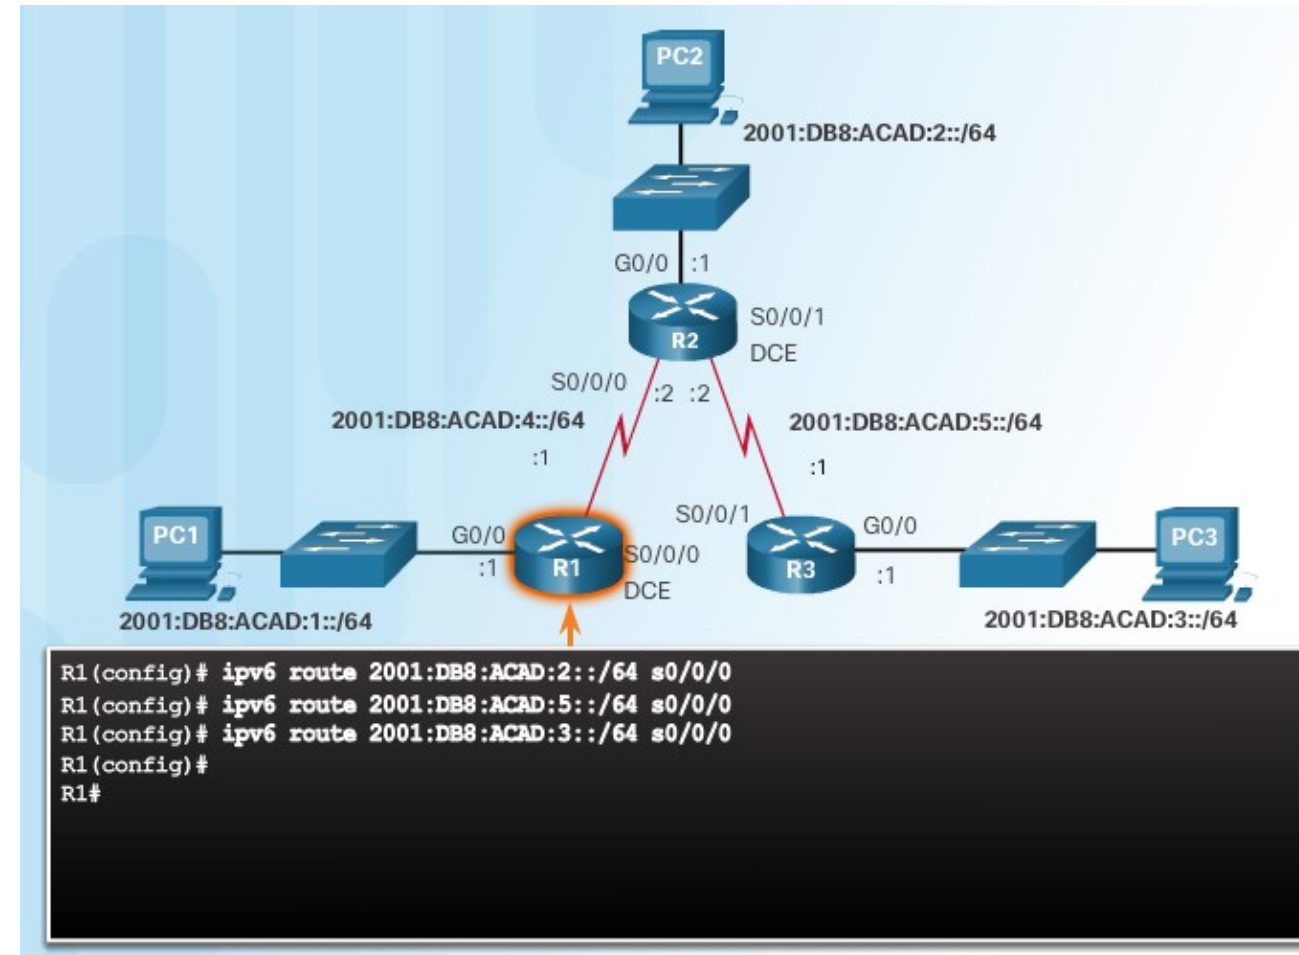 PC2
2001:DB8:ACAD:2::/64
G0/0 :1
S0/0/1
R2
DCE
S0/0/0
:2 :2
2001:DB8:ACAD:4::/64
2001:DB8:ACAD:5::/64
:1
:1
PC1
G0/0
:1
R1
S0/0/0
DCE
S0/0/1
R3
G0/0
:1
PC3
2001:DB8:ACAD:1::/64
2001:DB8:ACAD:3::/64
R1(config)# ipv6 route 2001:DB8:ACAD:2::/64 s0/0/0
R1(config)# ipv6 route 2001:DB8:ACAD:5::/64 s0/0/0
R1(config)# ipv6 route 2001:DB8:ACAD:3::/64 s0/0/0
R1(config)#
R1#